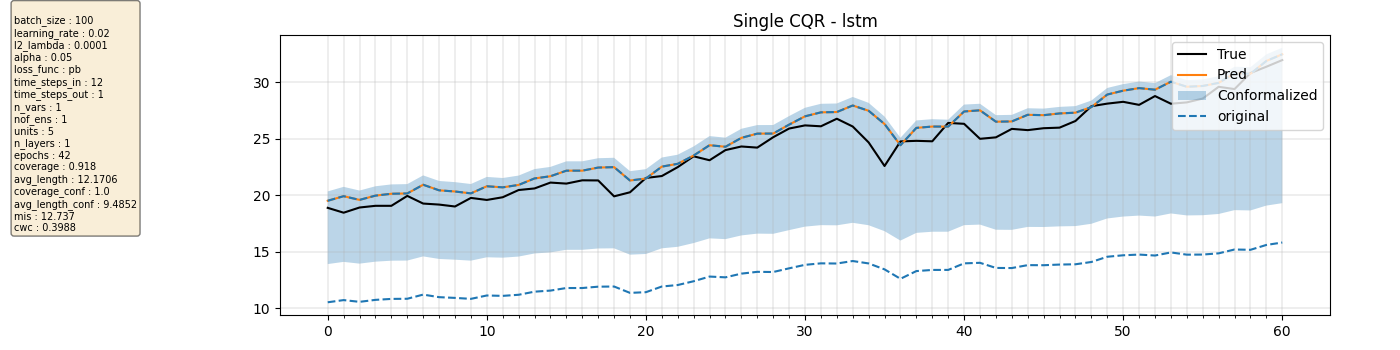 Single CQR - lstm
batch_size : 100
learning_rate : 0.02
l2_lambda : 0.0001
alpha : 0.05
loss_func : pb
time_steps_in : 12
time_steps_out : 1
n_vars : 1
nof_ens : 1
units : 5
n_layers : 1
epochs : 42
coverage : 0.918
avg_length : 12.1706
coverage_conf : 1.0
avg_length_conf : 9.4852
mis : 12.737
cwc : 0.3988
True
Pred
Conformalized
original
30
25
20
15
10
0 10 20 30 40 50 60